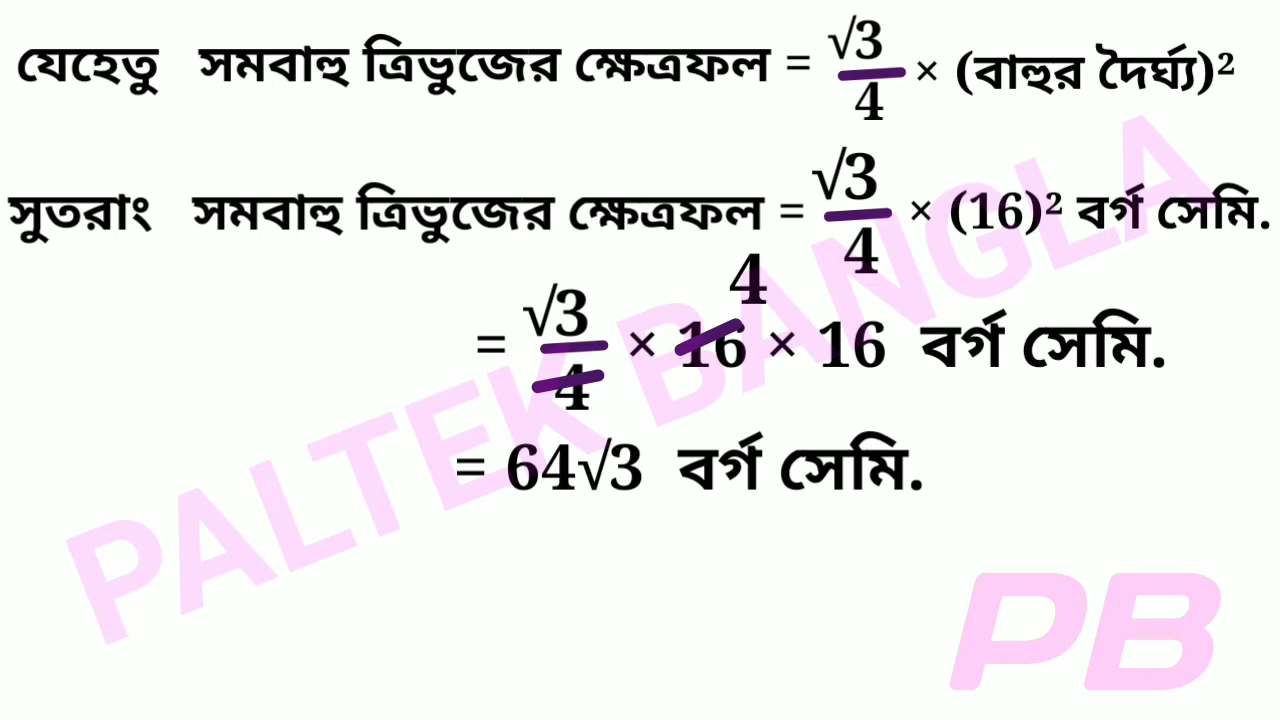 যেহেতু সমবাহু ত্রিভুজের ক্ষেত্রফল = √3/4 × (বাহুর দৈর্ঘ্য)²
সুতরাং সমবাহু ত্রিভুজের ক্ষেত্রফল = √3/4 × (16)² বর্গ সেমি.
4
= √3/4 × 16 × 16 বর্গ সেমি.
= 64√3 বর্গ সেমি.
PALTEK BANGLA
PB